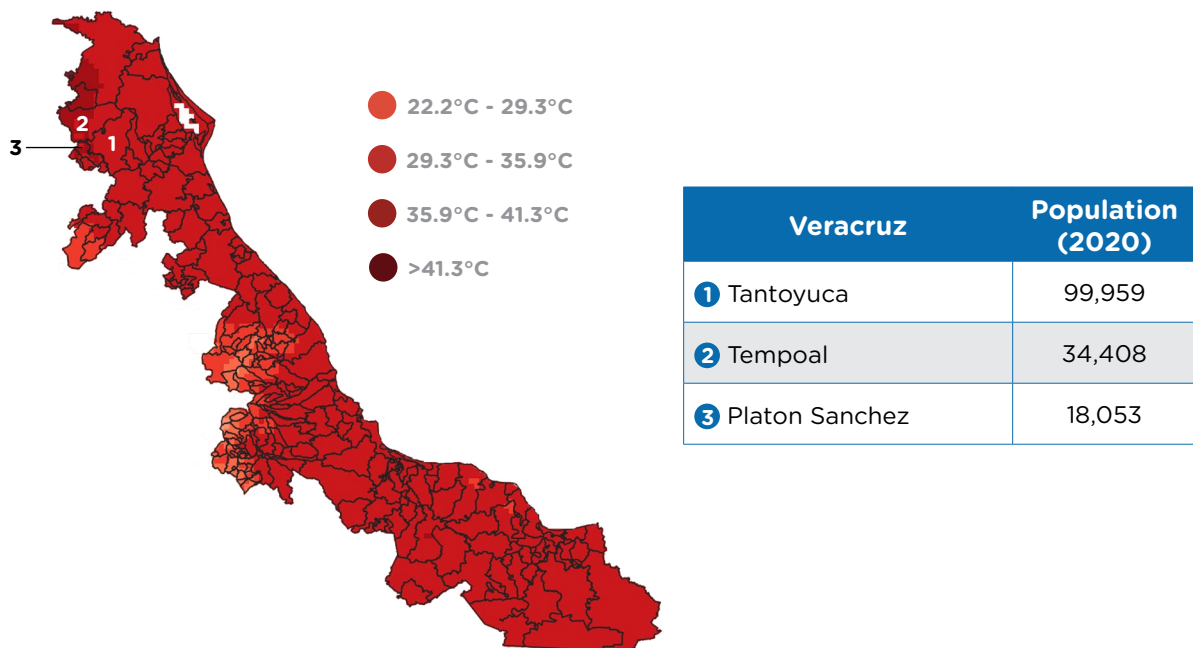 22.2°C - 29.3°C
29.3°C - 35.9°C
35.9°C - 41.3°C
>41.3°C
2
1
3
Veracruz Population (2020)
1 Tantoyuca 99,959
2 Tempoal 34,408
3 Platon Sanchez 18,053